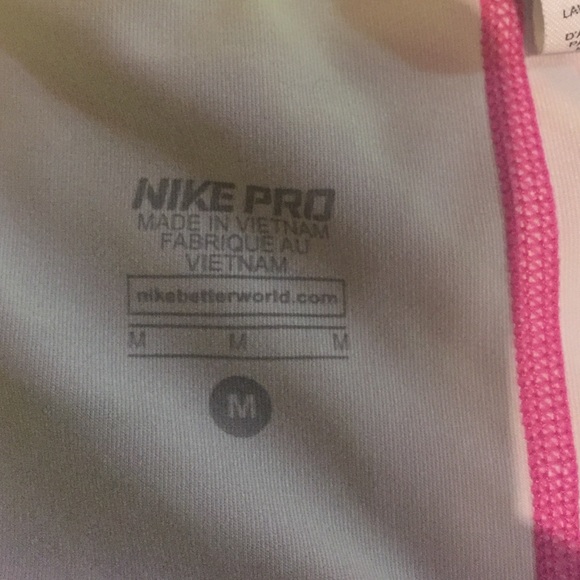 NIKE PRO
MADE IN VIETNAM
FABRIQUE AU
VIETNAM
nikebetterworld.com
M M M
M